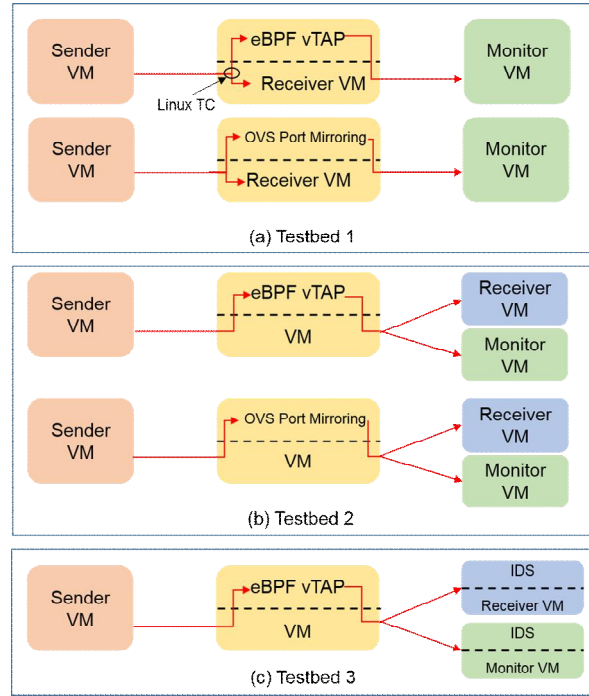 Sender
VM
eBPF vTAP
Receiver VM
Linux TC
Monitor
VM
Sender
VM
OVS Port Mirroring
Receiver VM
Monitor
VM
(a) Testbed 1
Sender
VM
eBPF vTAP
VM
Receiver
VM
Monitor
VM
Sender
VM
OVS Port Mirroring
VM
Receiver
VM
Monitor
VM
(b) Testbed 2
Sender
VM
eBPF vTAP
VM
IDS
Receiver VM
IDS
Monitor VM
(c) Testbed 3